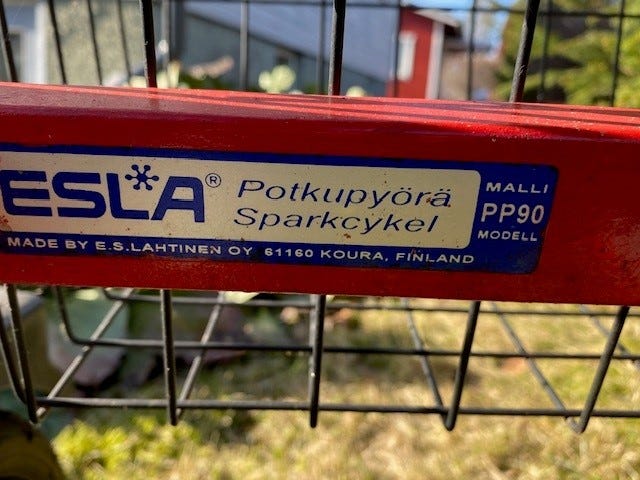 ESLA®
Potkupyörä
Sparkcykel
MALLI
PP90
MODELL
MADE BY E.S.LAHTINEN OY 61160 KOURA, FINLAND